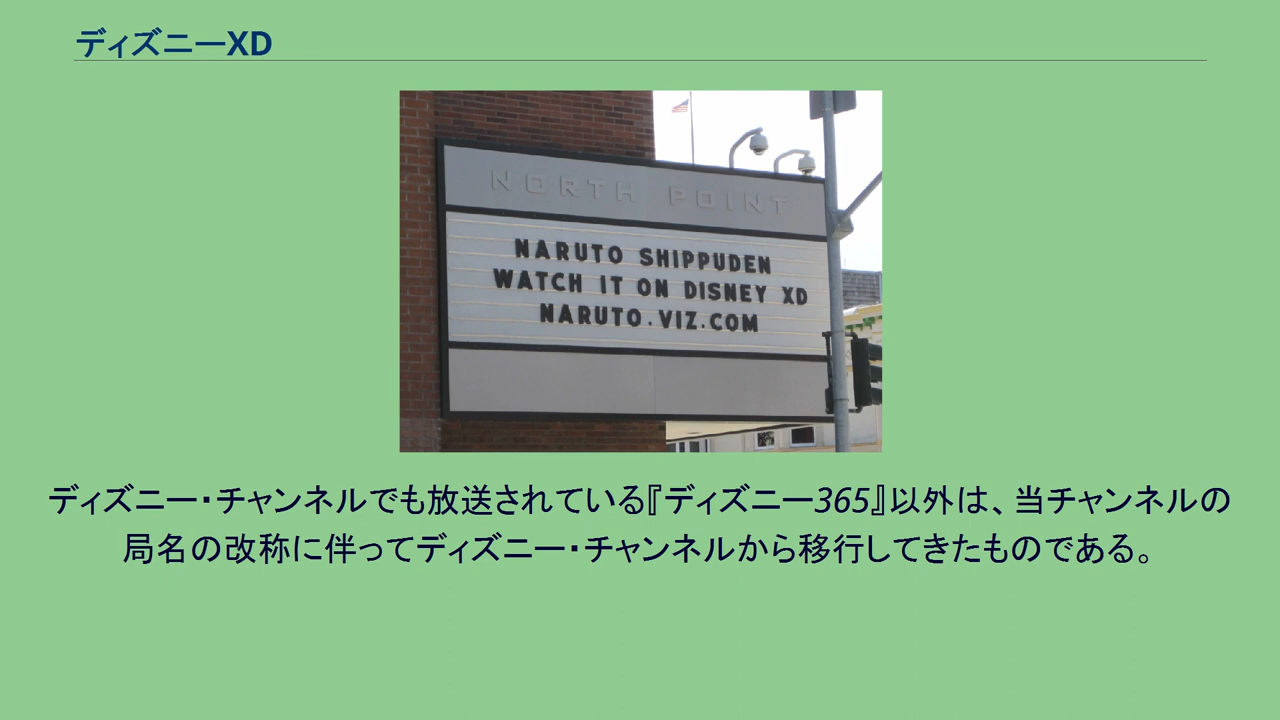 ディズニーXD
NORTH POINT
NARUTO SHIPPUDEN
WATCH IT ON DISNEY XD
NARUTO.VIZ.COM
ディズニー・チャンネルでも放送されている『ディズニー365』以外は、当チャンネルの
局名の改称に伴ってディズニー・チャンネルから移行してきたものである。